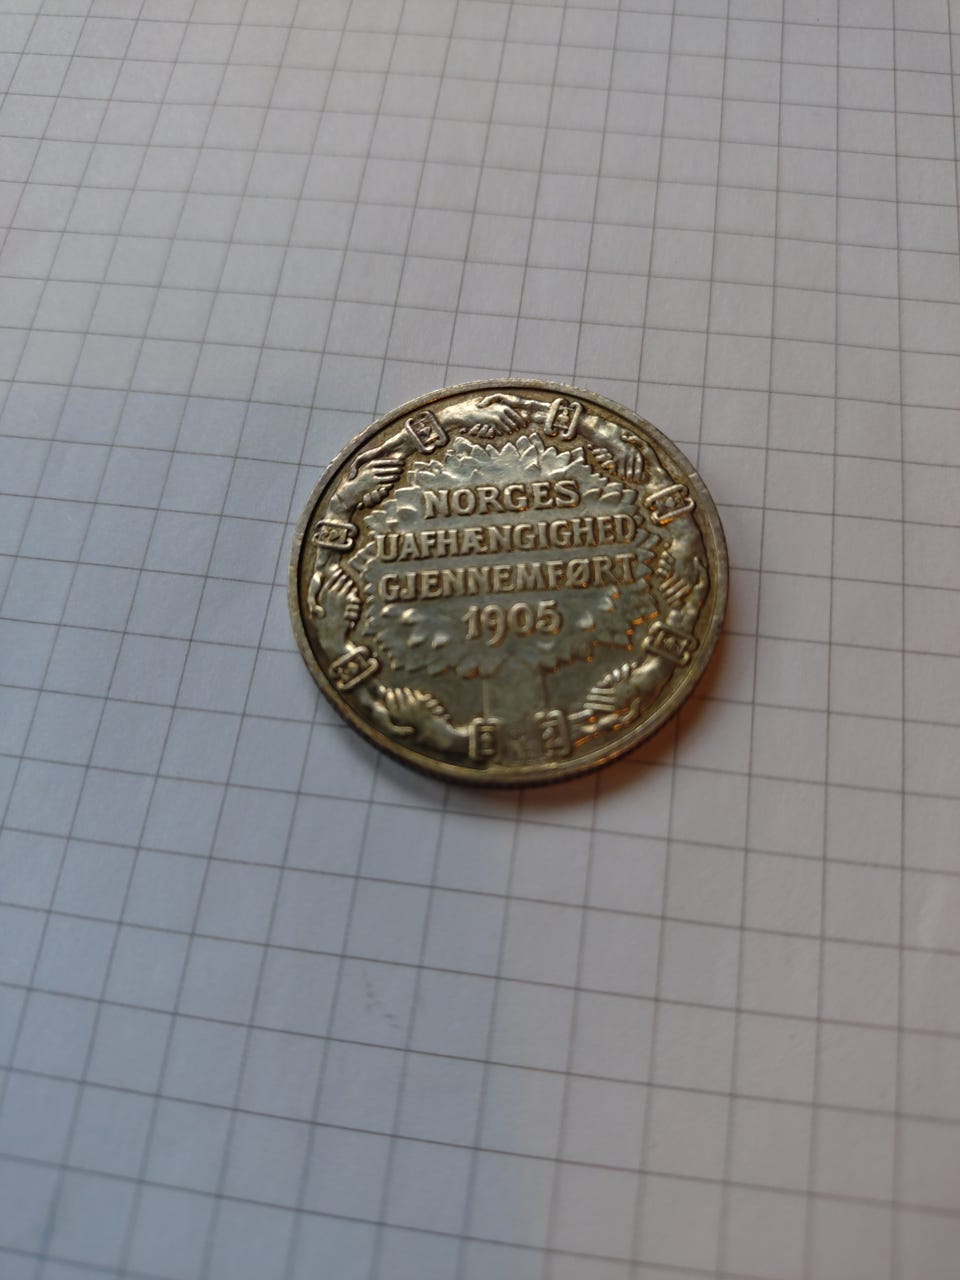 NORGES
UAFHÆNGIGHED
GJENNEMFØRT
1905